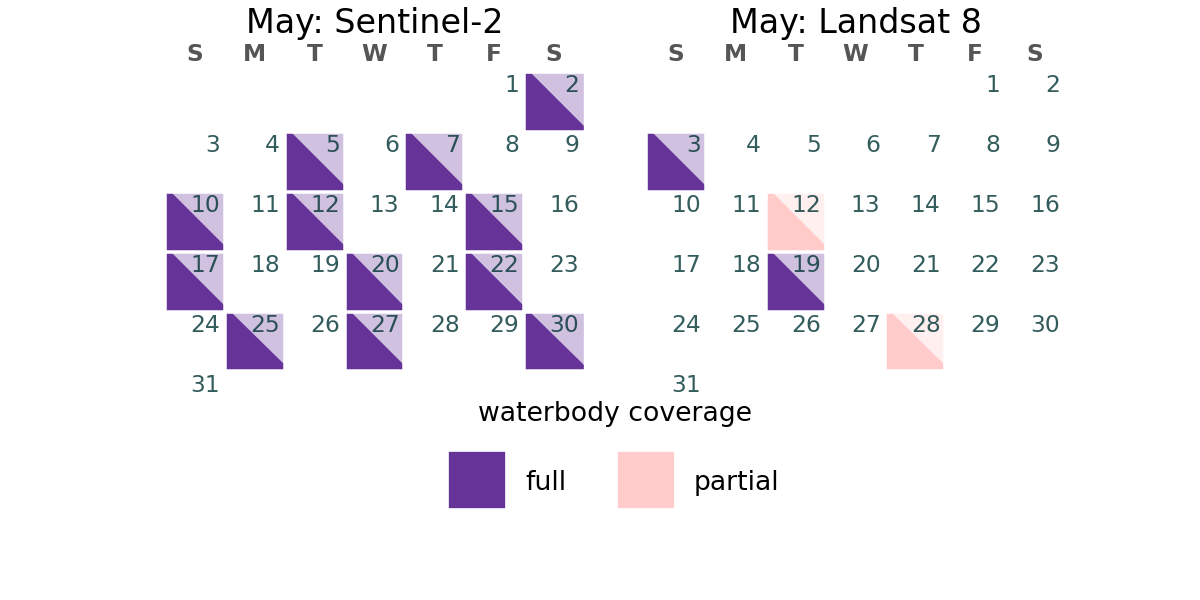 May: Sentinel-2
S M T W T F S
1 2
3 4 5 6 7 8 9
10 11 12 13 14 15 16
17 18 19 20 21 22 23
24 25 26 27 28 29 30
31
May: Landsat 8
S M T W T F S
1 2
3 4 5 6 7 8 9
10 11 12 13 14 15 16
17 18 19 20 21 22 23
24 25 26 27 28 29 30
31
waterbody coverage
full partial